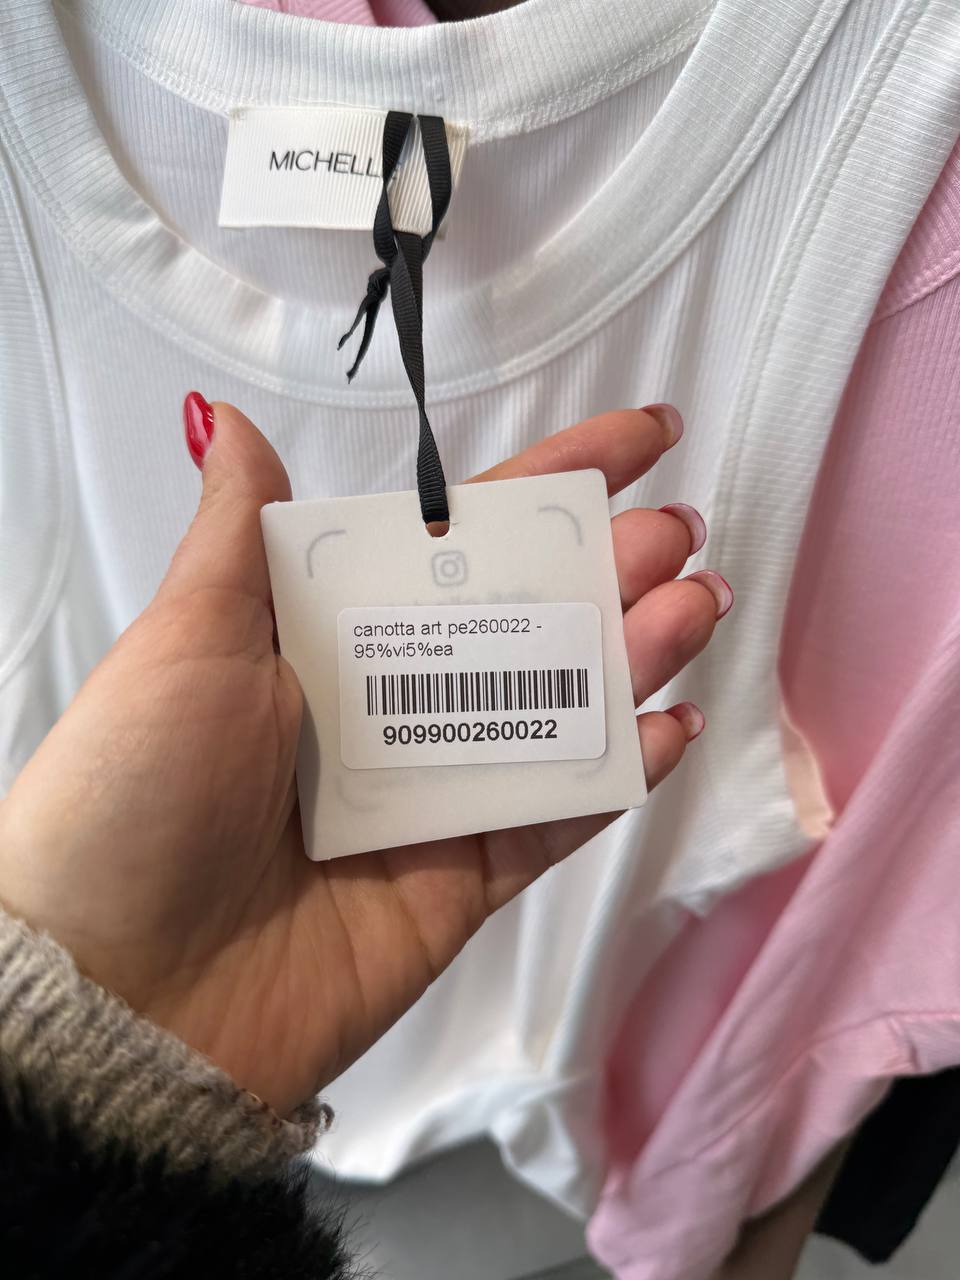 MICHELL
canotta art pe260022 -
95%vi5%ea
909900260022